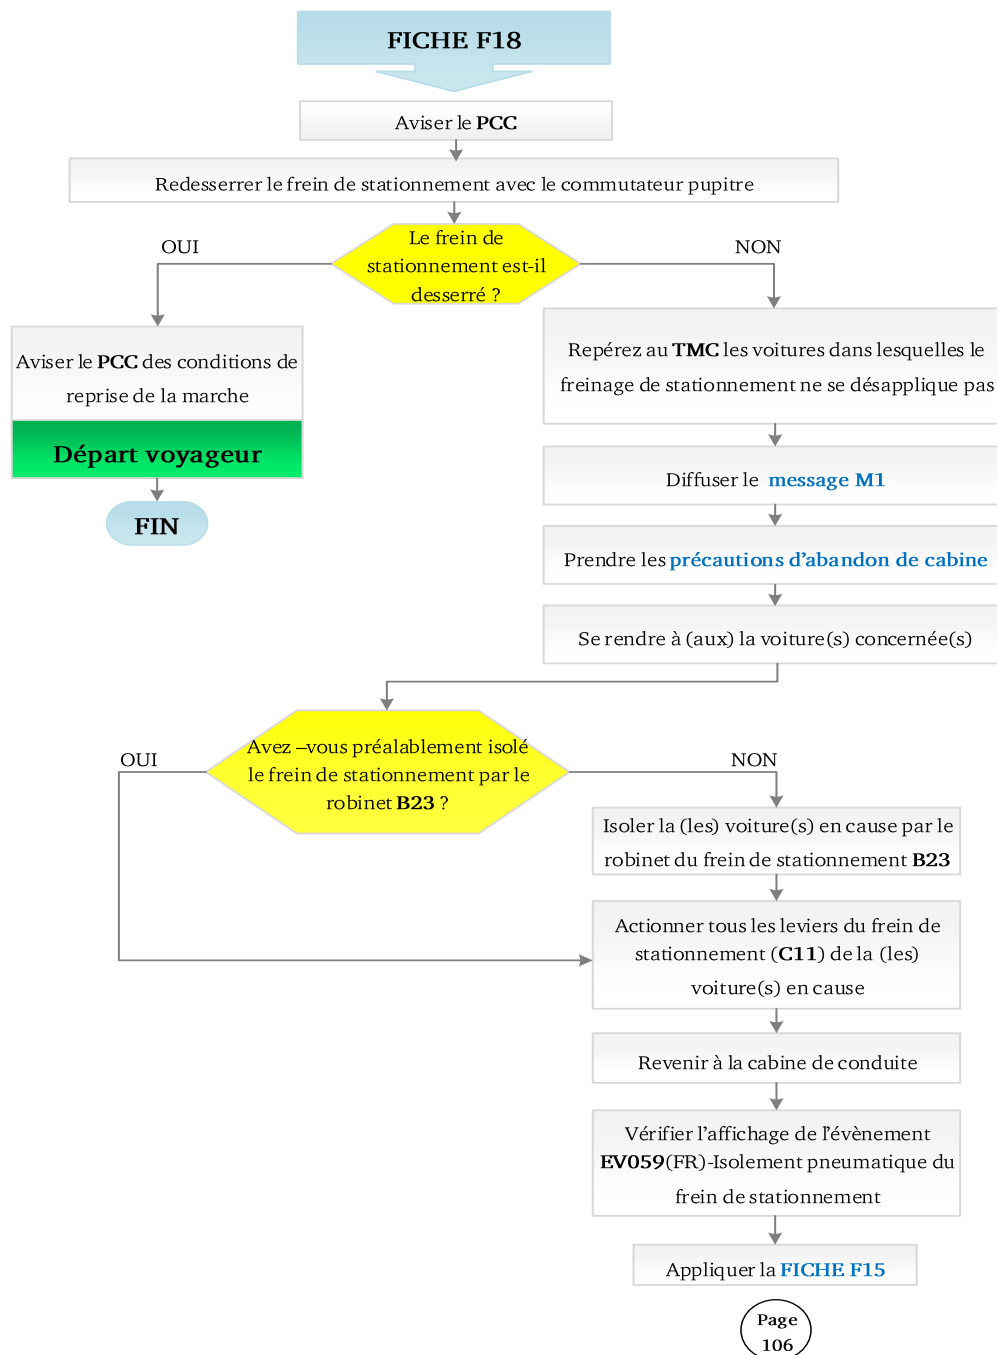 FICHE F18
Aviser le PCC
Redesserrer le frein de stationnement avec le commutateur pupitre
Le frein de
stationnement est-il
desserré ?
OUI
NON
Aviser le PCC des conditions de
reprise de la marche
Départ voyageur
FIN
Repérez au TMC les voitures dans lesquelles le
freinage de stationnement ne se désapplique pas
Diffuser le message M1
Prendre les précautions d'abandon de cabine
Se rendre à (aux) la voiture(s) concernée(s)
Avez –vous préalablement isolé
le frein de stationnement par le
robinet B23 ?
OUI
NON
Isoler la (les) voiture(s) en cause par le
robinet du frein de stationnement B23
Actionner tous les leviers du frein de
stationnement (C11) de la (les)
voiture(s) en cause
Revenir à la cabine de conduite
Vérifier l'affichage de l'évènement
EV059(FR)-Isolement pneumatique du
frein de stationnement
Appliquer la FICHE F15
Page
106